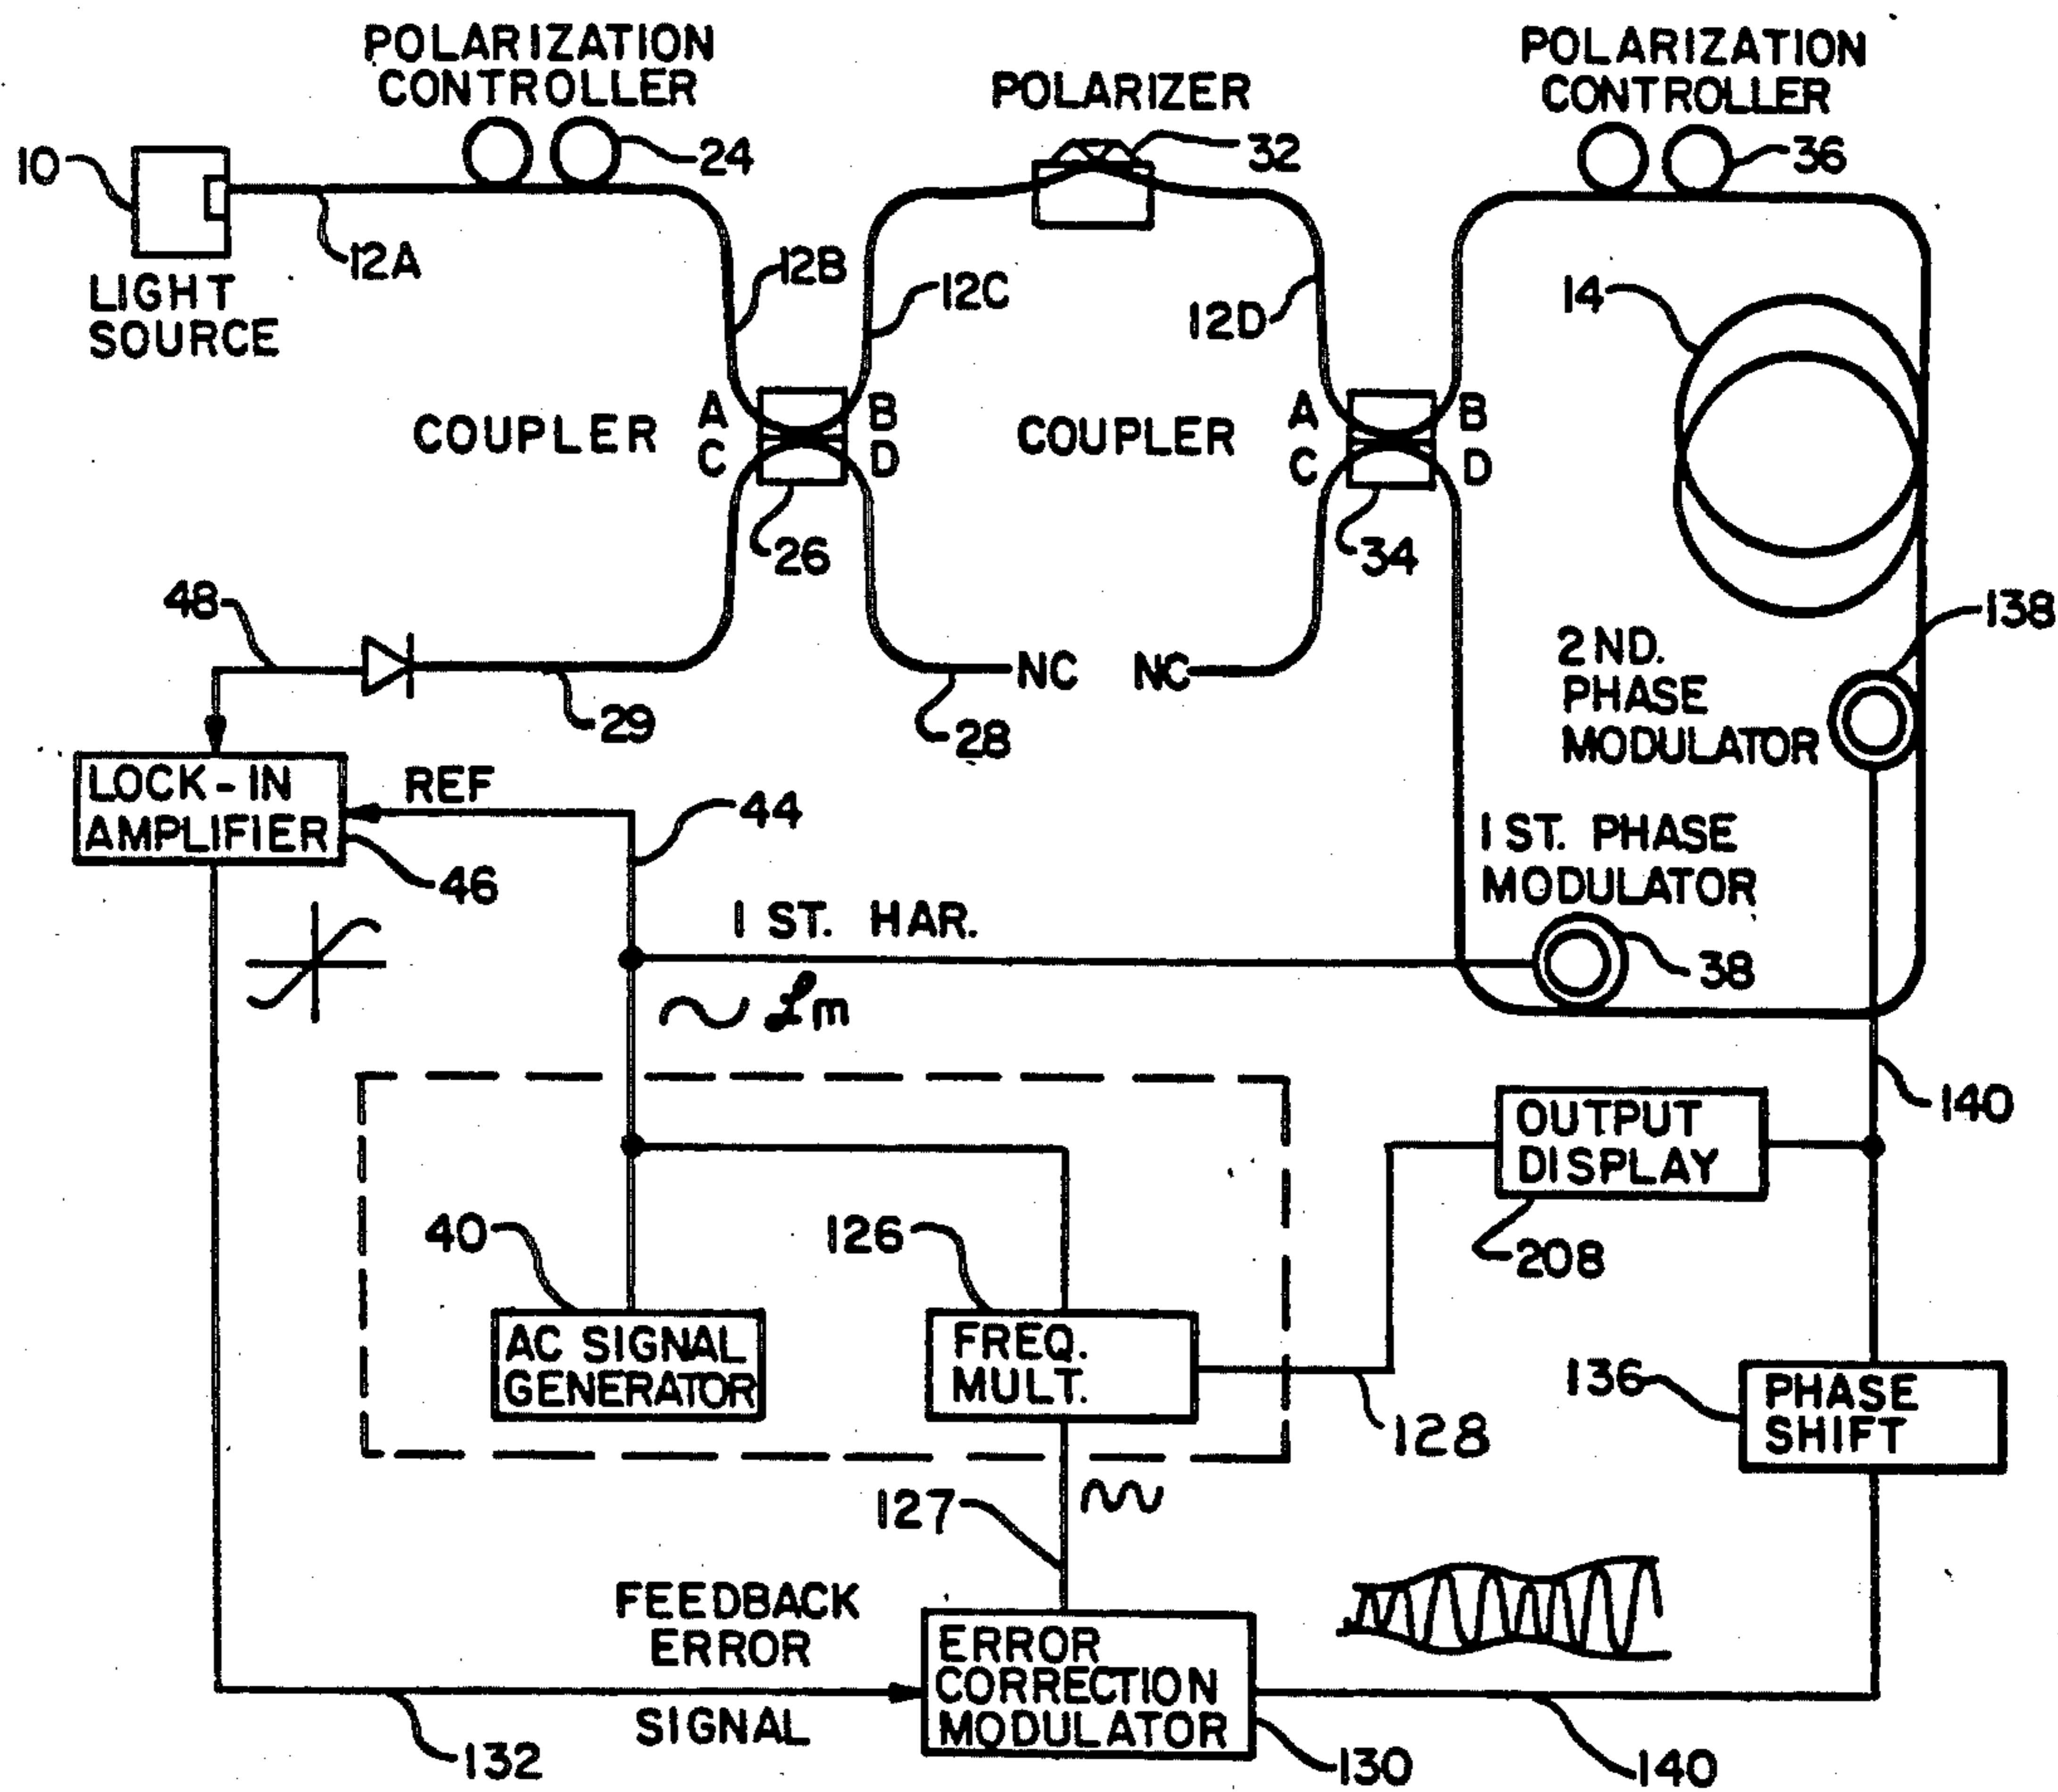 POLARIZATION
CONTROLLER
POLARIZER
POLARIZATION
CONTROLLER
10
24
32
36
12A
LIGHT
SOURCE
12B
12C
12D
14
COUPLER
A
B
C
D
COUPLER
A
B
C
D
26
34
48
29
28
NC
NC
138
2ND.
PHASE
MODULATOR
LOCK-IN
AMPLIFIER
REF
44
46
1 ST. PHASE
MODULATOR
1 ST. HAR.
38
fm
140
OUTPUT
DISPLAY
208
40
126
AC SIGNAL
GENERATOR
FREQ.
MULT.
128
136
PHASE
SHIFT
127
FEEDBACK
ERROR
SIGNAL
132
ERROR
CORRECTION
MODULATOR
130
140